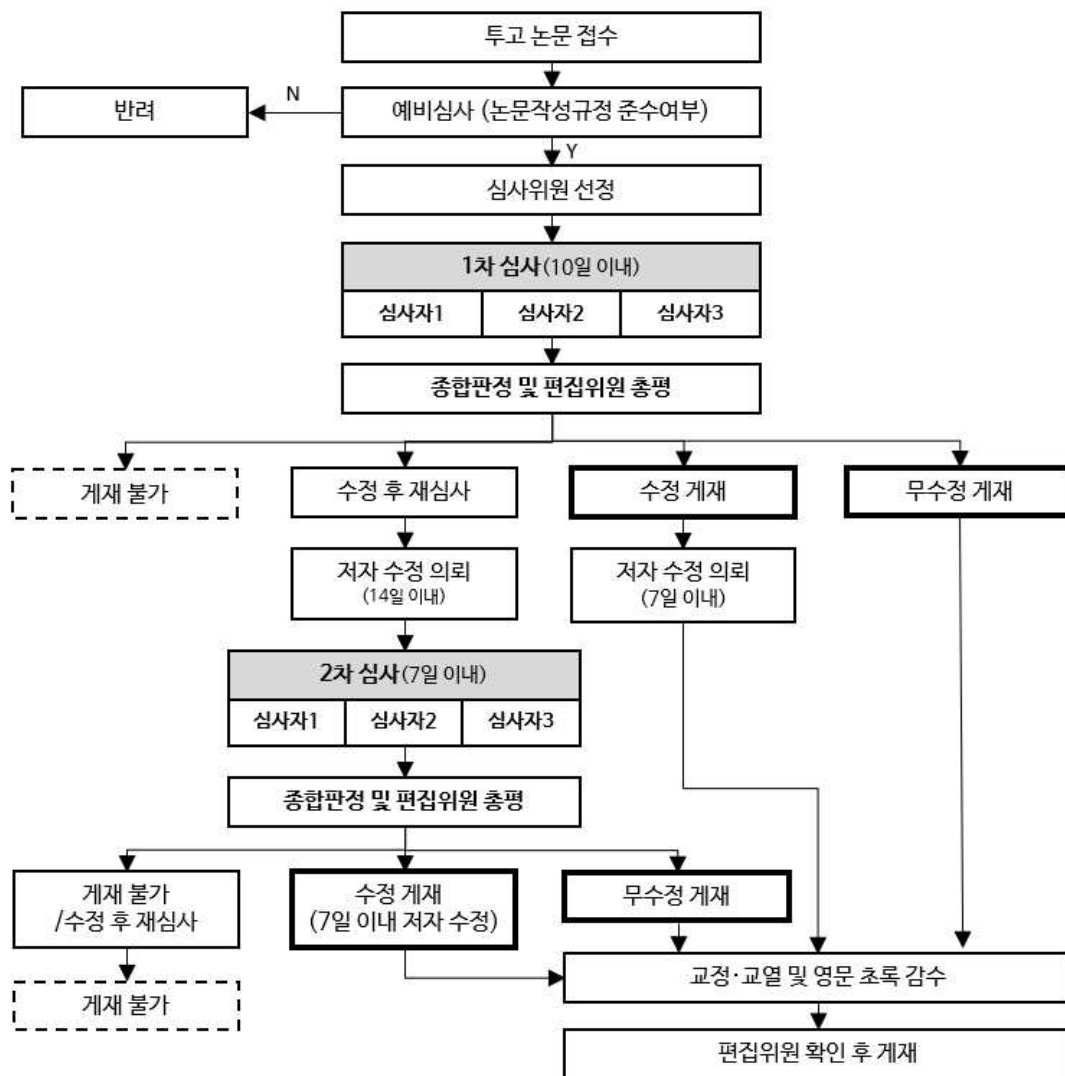 투고 논문 접수
반려
N
예비심사 (논문작성규정 준수여부)
Y
심사위원 선정
1차 심사(10일 이내)
심사자1
심사자2
심사자3
종합판정 및 편집위원 총평
게재 불가
수정 후 재심사
수정 게재
무수정 게재
저자 수정 의뢰
(14일 이내)
저자 수정 의뢰
(7일 이내)
2차 심사(7일 이내)
심사자1
심사자2
심사자3
종합판정 및 편집위원 총평
게재 불가
/수정 후 재심사
수정 게재
(7일 이내 저자 수정)
무수정 게재
게재 불가
교정·교열 및 영문 초록 감수
편집위원 확인 후 게재